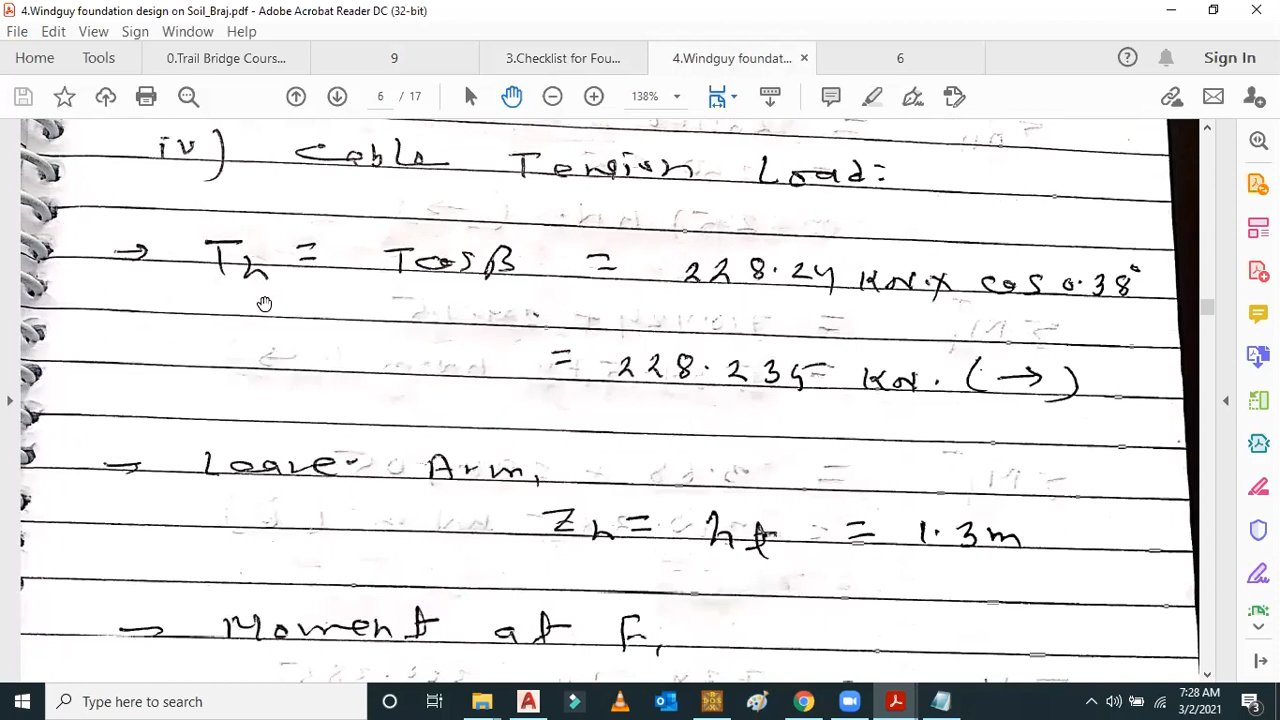 4.Windguy foundation design on Soil_Braj.pdf - Adobe Acrobat Reader DC (32-bit)
File Edit View Sign Window Help
Home Tools 0.Trail Bridge Cours... 9 3.Checklist for Fou... 4.Windguy foundat... × 6 Sign In
6 / 17 138%
iv) Cable Tension Load:
→ Th = Tcosβ = 228.24 KN.x cos 0.38°
= 228.235 KN. (→)
→ Leaver Arm,
Zh = ht = 1.3m
→ Moment at F,
Type here to search
7:28 AM
3/2/2021